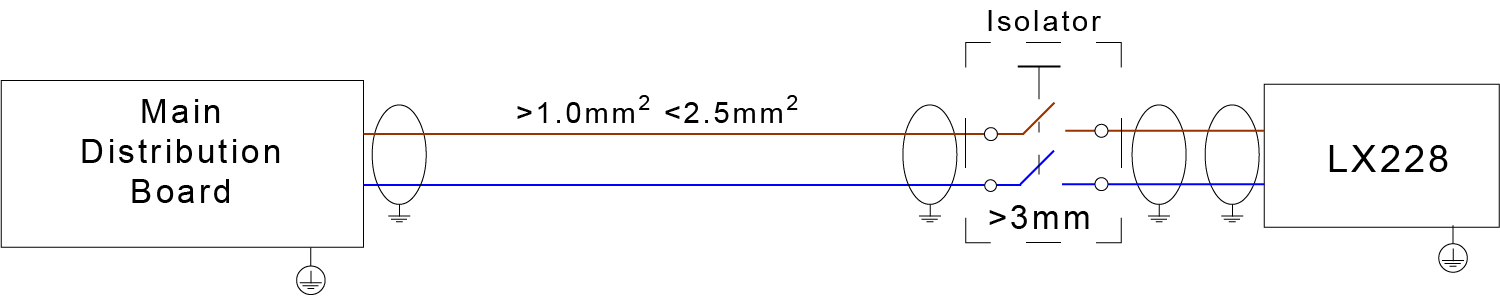 Isolator
Main
Distribution
Board
>1.0mm² <2.5mm²
LX228
>3mm